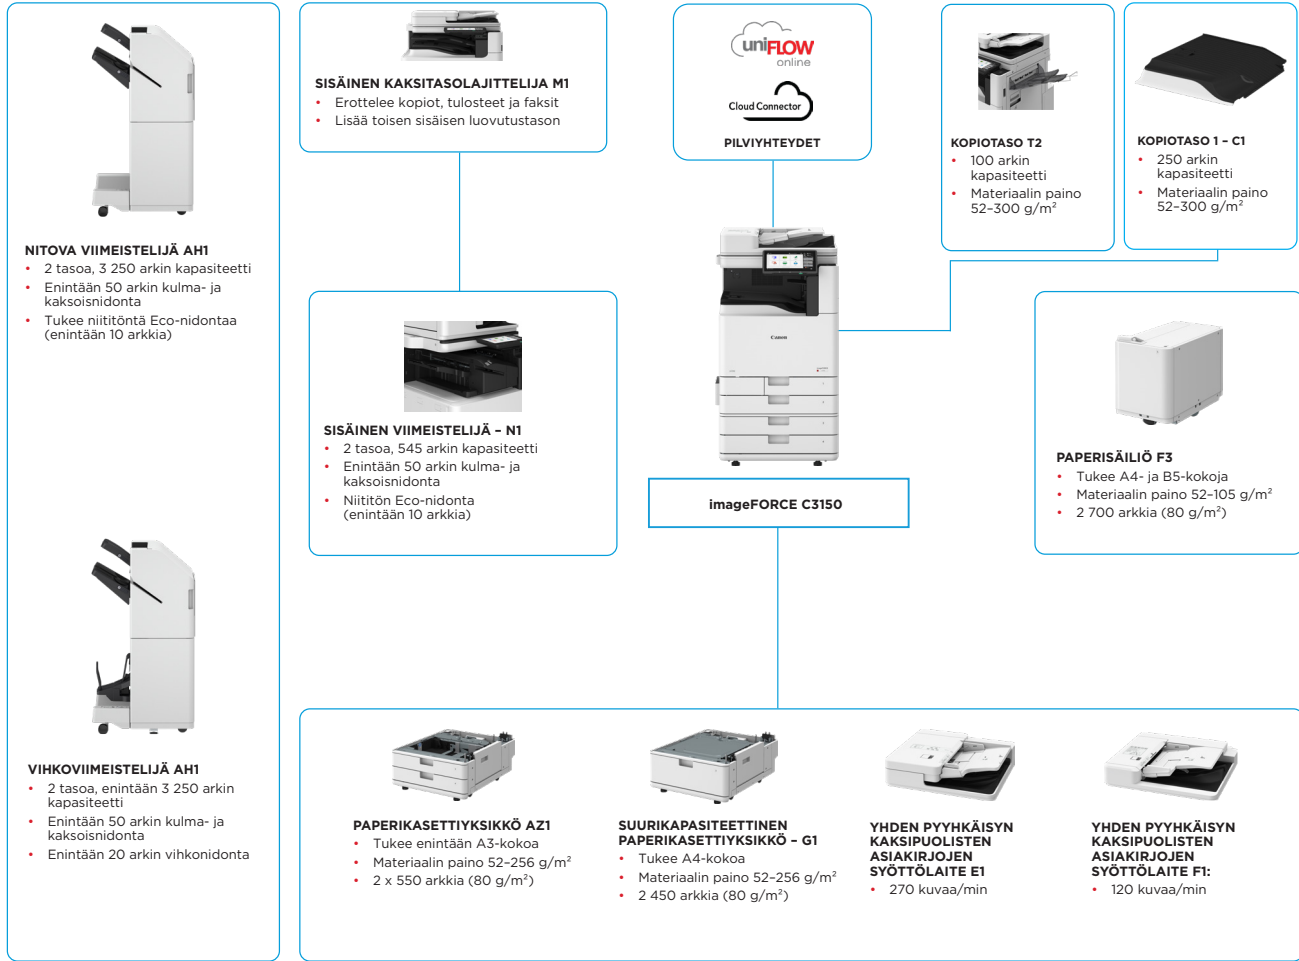 NITOVA VIIMEISTELIJÄ AH1
• 2 tasoa, 3 250 arkin kapasiteetti
• Enintään 50 arkin kulma- ja
kaksoisnidonta
• Tukee niititöntä Eco-nidontaa
(enintään 10 arkkia)
VIHKOVIIMEISTELIJÄ AH1
• 2 tasoa, enintään 3 250 arkin
kapasiteetti
• Enintään 50 arkin kulma- ja
kaksoisnidonta
• Enintään 20 arkin vihkonidonta
SISÄINEN KAKSITASOLAJITTELIJA M1
• Erottelee kopiot, tulosteet ja faksit
• Lisää toisen sisäisen luovutustason
SISÄINEN VIIMEISTELIJÄ – N1
• 2 tasoa, 545 arkin kapasiteetti
• Enintään 50 arkin kulma- ja
kaksoisnidonta
• Niititön Eco-nidonta
(enintään 10 arkkia)
uniFLOW
online
Cloud Connector
PILVIYHTEYDET
Canon
imageFORCE C3150
KOPIOTASO T2
• 100 arkin
kapasiteetti
• Materiaalin paino
52–300 g/m²
KOPIOTASO 1 – C1
• 250 arkin
kapasiteetti
• Materiaalin paino
52–300 g/m²
PAPERISÄILIÖ F3
• Tukee A4- ja B5-kokoja
• Materiaalin paino 52–105 g/m²
• 2 700 arkkia (80 g/m²)
PAPERIKASETTIYKSIKKÖ AZ1
• Tukee enintään A3-kokoa
• Materiaalin paino 52–256 g/m²
• 2 x 550 arkkia (80 g/m²)
SUURIKAPASITEETTINEN
PAPERIKASETTIYKSIKKÖ – G1
• Tukee A4-kokoa
• Materiaalin paino 52–256 g/m²
• 2 450 arkkia (80 g/m²)
YHDEN PYYHKÄISYN
KAKSIPUOLISTEN
ASIAKIRJOJEN
SYÖTTÖLAITE E1
• 270 kuvaa/min
YHDEN PYYHKÄISYN
KAKSIPUOLISTEN
ASIAKIRJOJEN
SYÖTTÖLAITE F1:
• 120 kuvaa/min